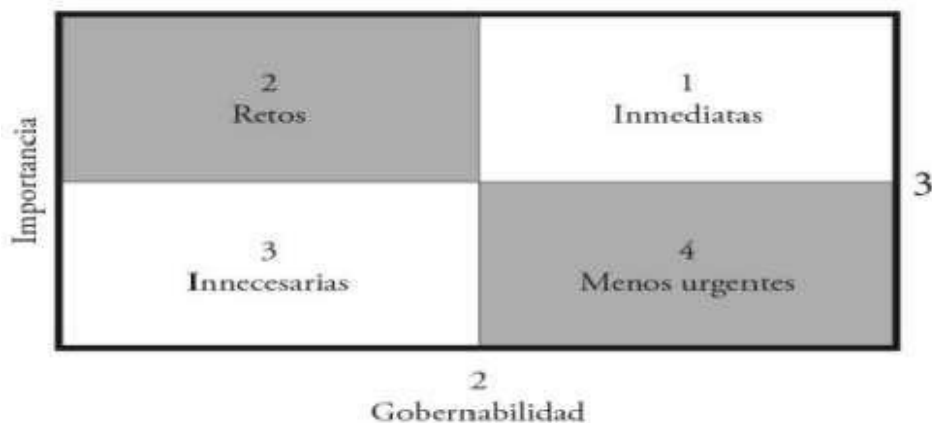 2
Retos
1
Inmediatas
Importancia
3
3
Innecesarias
4
Menos urgentes
2
Gobernabilidad